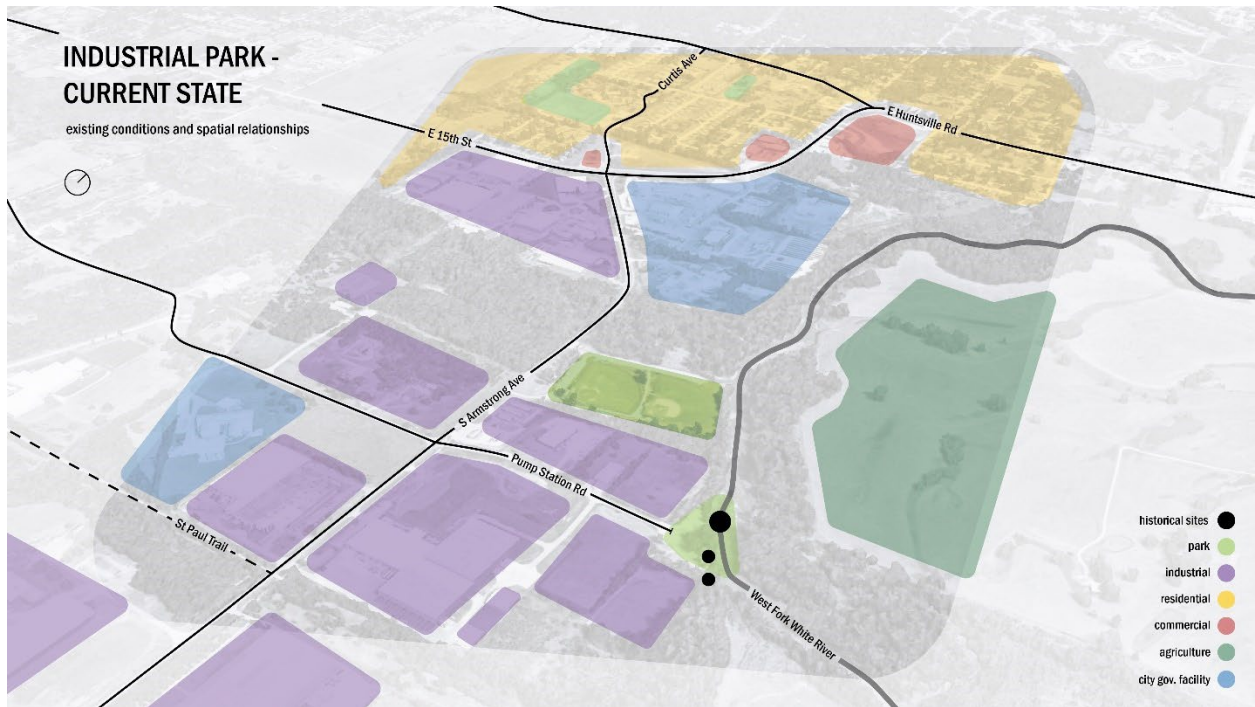 INDUSTRIAL PARK -
CURRENT STATE
existing conditions and spatial relationships
Curtis Ave
E 15th St
E Huntsville Rd
S Armstrong Ave
Pump Station Rd
St Paul Trail
West Fork White River
historical sites
park
industrial
residential
commercial
agriculture
city gov. facility